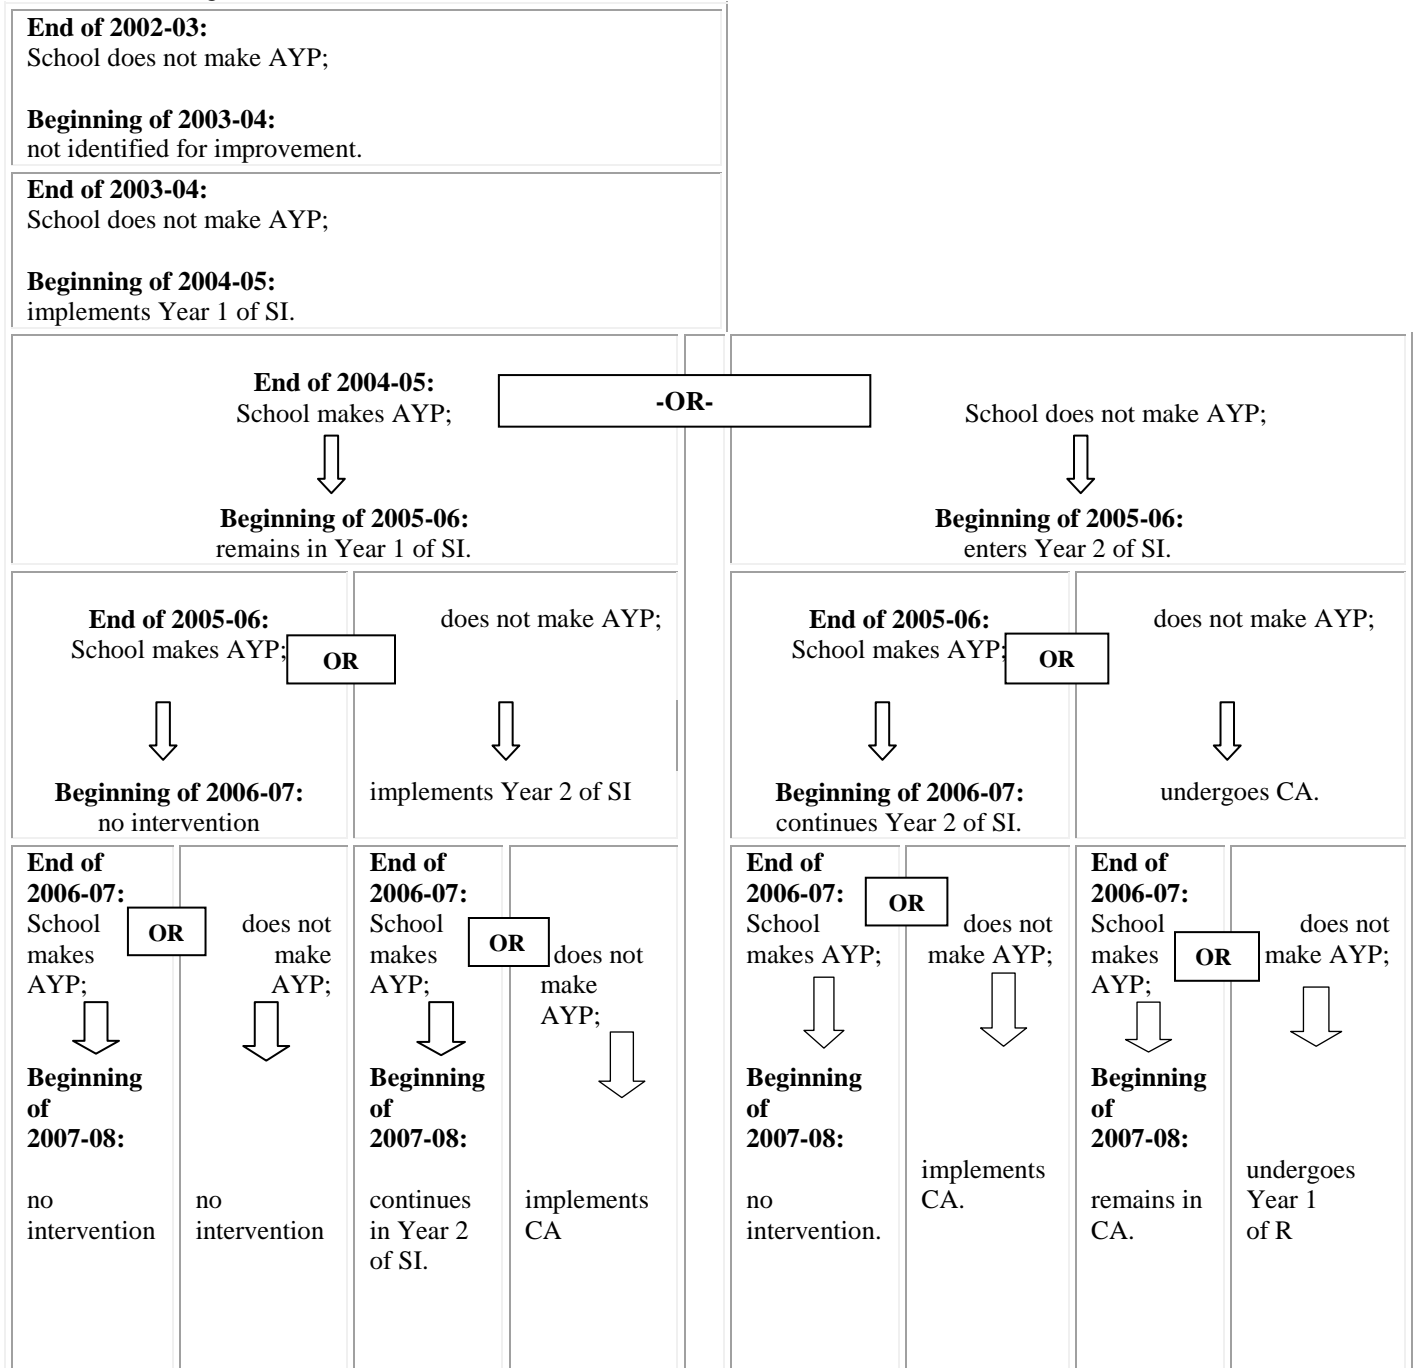 End of 2002-03:
School does not make AYP;
Beginning of 2003-04:
not identified for improvement.
End of 2003-04:
School does not make AYP;
Beginning of 2004-05:
implements Year 1 of SI.
End of 2004-05:
School makes AYP;
-OR-
School does not make AYP;
Beginning of 2005-06:
remains in Year 1 of SI.
Beginning of 2005-06:
enters Year 2 of SI.
End of 2005-06:
School makes AYP;
OR
does not make AYP;
Beginning of 2006-07:
no intervention
implements Year 2 of SI
End of 2005-06:
School makes AYP;
OR
does not make AYP;
Beginning of 2006-07:
continues Year 2 of SI.
undergoes CA.
End of
2006-07:
School
makes
AYP;
OR
does not
make
AYP;
Beginning
of
2007-08:
no
intervention
no
intervention
End of
2006-07:
School
makes
AYP;
OR
does not
make
AYP;
Beginning
of
2007-08:
continues
in Year 2
of SI.
implements
CA
End of
2006-07:
School
makes AYP;
OR
does not
make AYP;
Beginning
of
2007-08:
no
intervention.
implements
CA.
End of
2006-07:
School
makes
AYP;
OR
does not
make AYP;
Beginning
of
2007-08:
remains in
CA.
undergoes
Year 1
of R